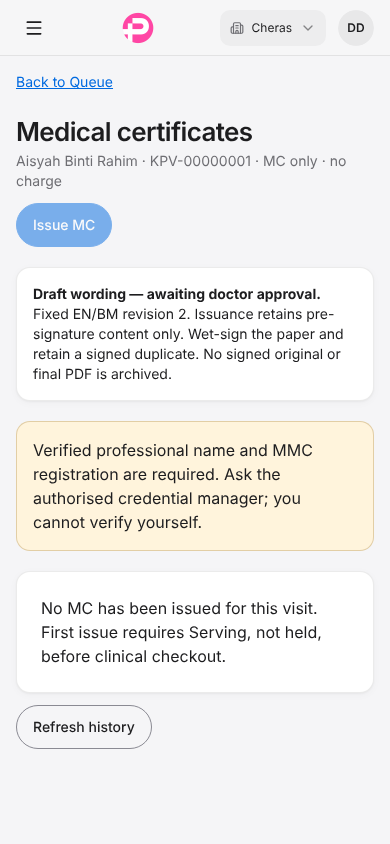 Cheras
DD
Back to Queue
Medical certificates
Aisyah Binti Rahim · KPV-00000001 · MC only · no
charge
Issue MC
Draft wording — awaiting doctor approval.
Fixed EN/BM revision 2. Issuance retains pre-
signature content only. Wet-sign the paper and
retain a signed duplicate. No signed original or
final PDF is archived.
Verified professional name and MMC
registration are required. Ask the
authorised credential manager; you
cannot verify yourself.
No MC has been issued for this visit.
First issue requires Serving, not held,
before clinical checkout.
Refresh history